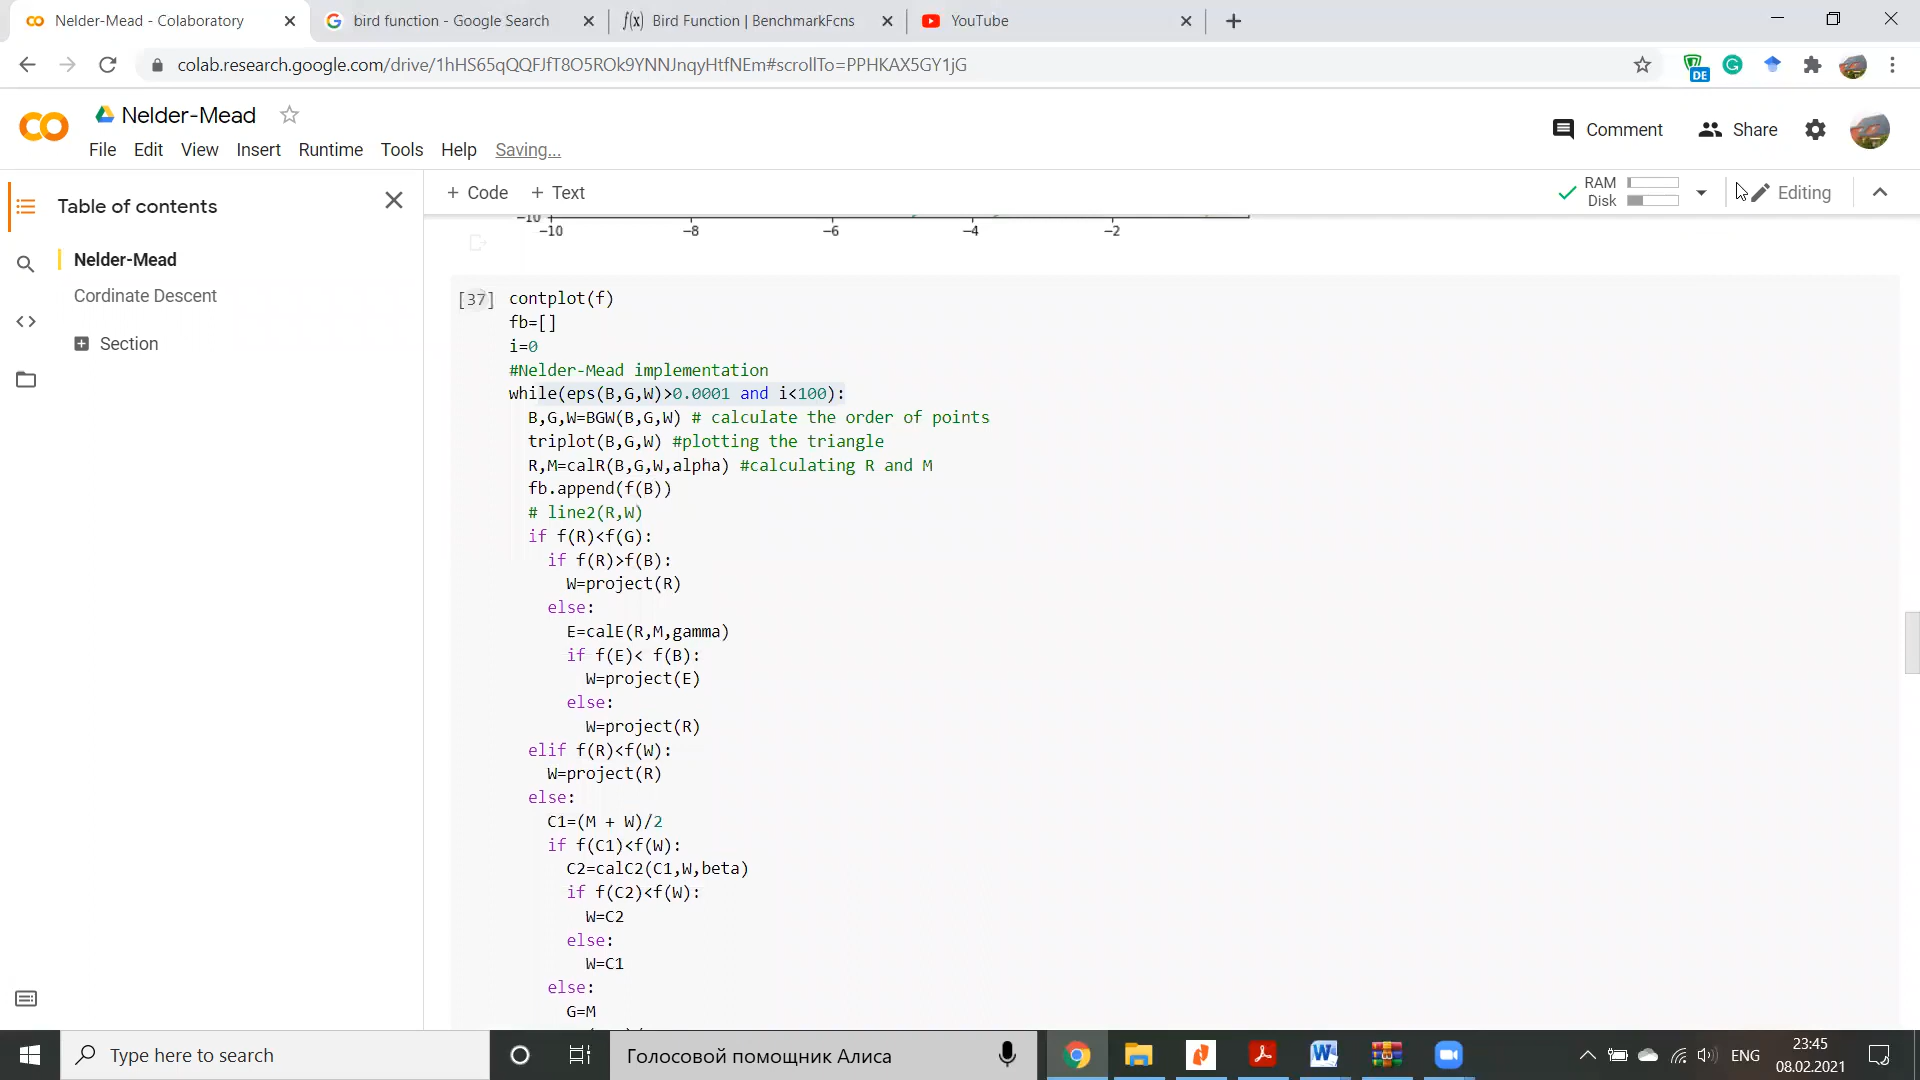 Nelder-Mead - Colaboratory
bird function - Google Search
f(x) Bird Function | BenchmarkFcns
YouTube
colab.research.google.com/drive/1hHS65qQQFJfT8O5ROk9YNNJnqyHtfNEm#scrollTo=PPHKAX5GY1jG
DE
Nelder-Mead
Comment
Share
File Edit View Insert Runtime Tools Help Saving...
Table of contents
+ Code + Text
RAM
Disk
Editing
Nelder-Mead
Cordinate Descent
Section
−10
−10 −8 −6 −4 −2
[37] contplot(f)
fb=[]
i=0
#Nelder-Mead implementation
while(eps(B,G,W)>0.0001 and i<100):
B,G,W=BGW(B,G,W) # calculate the order of points
triplot(B,G,W) #plotting the triangle
R,M=calR(B,G,W,alpha) #calculating R and M
fb.append(f(B))
# line2(R,W)
if f(R)<f(G):
if f(R)>f(B):
W=project(R)
else:
E=calE(R,M,gamma)
if f(E)< f(B):
W=project(E)
else:
W=project(R)
elif f(R)<f(W):
W=project(R)
else:
C1=(M + W)/2
if f(C1)<f(W):
C2=calC2(C1,W,beta)
if f(C2)<f(W):
W=C2
else:
W=C1
else:
G=M
Type here to search
Голосовой помощник Алиса
ENG
23:45
08.02.2021